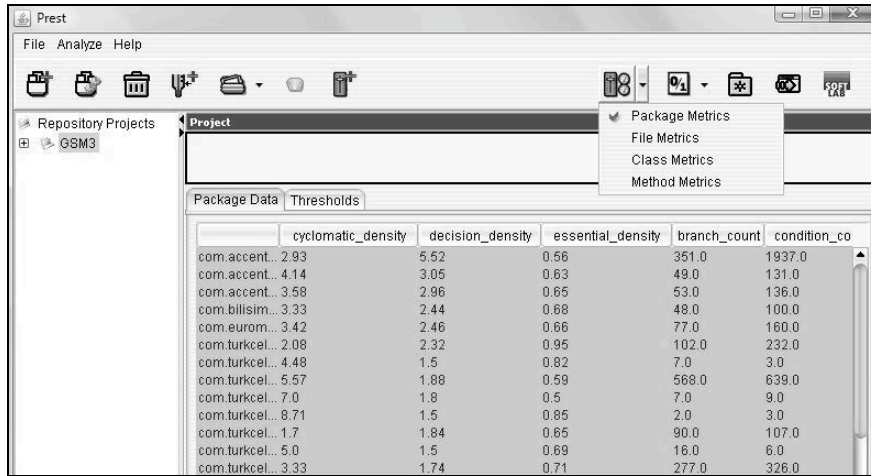 Prest
File Analyze Help
0/1
SOFT LAB
Repository Projects
GSM3
Project
Package Metrics
File Metrics
Class Metrics
Method Metrics
Package Data Thresholds
cyclomatic_density decision_density essential_density branch_count condition_co
com.accent... 2.93 5.52 0.56 351.0 1937.0
com.accent... 4.14 3.05 0.63 49.0 131.0
com.accent... 3.58 2.96 0.65 53.0 136.0
com.bilisim... 3.33 2.44 0.68 48.0 100.0
com.eurom... 3.42 2.46 0.66 77.0 160.0
com.turkcel... 2.08 2.32 0.95 102.0 232.0
com.turkcel... 4.48 1.5 0.82 7.0 3.0
com.turkcel... 5.57 1.88 0.59 568.0 639.0
com.turkcel... 7.0 1.8 0.5 7.0 9.0
com.turkcel... 8.71 1.5 0.85 2.0 3.0
com.turkcel... 1.7 1.84 0.65 90.0 107.0
com.turkcel... 5.0 1.5 0.69 16.0 6.0
com.turkcel... 3.33 1.74 0.71 277.0 326.0